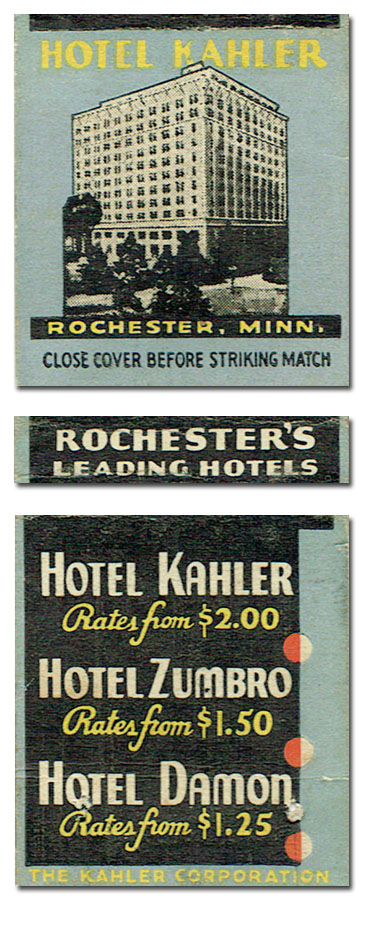 HOTEL KAHLER
ROCHESTER, MINN.
CLOSE COVER BEFORE STRIKING MATCH
ROCHESTER'S
LEADING HOTELS
HOTEL KAHLER
Rates from $2.00
HOTEL ZUMBRO
Rates from $1.50
HOTEL DAMON
Rates from $1.25
THE KAHLER CORPORATION